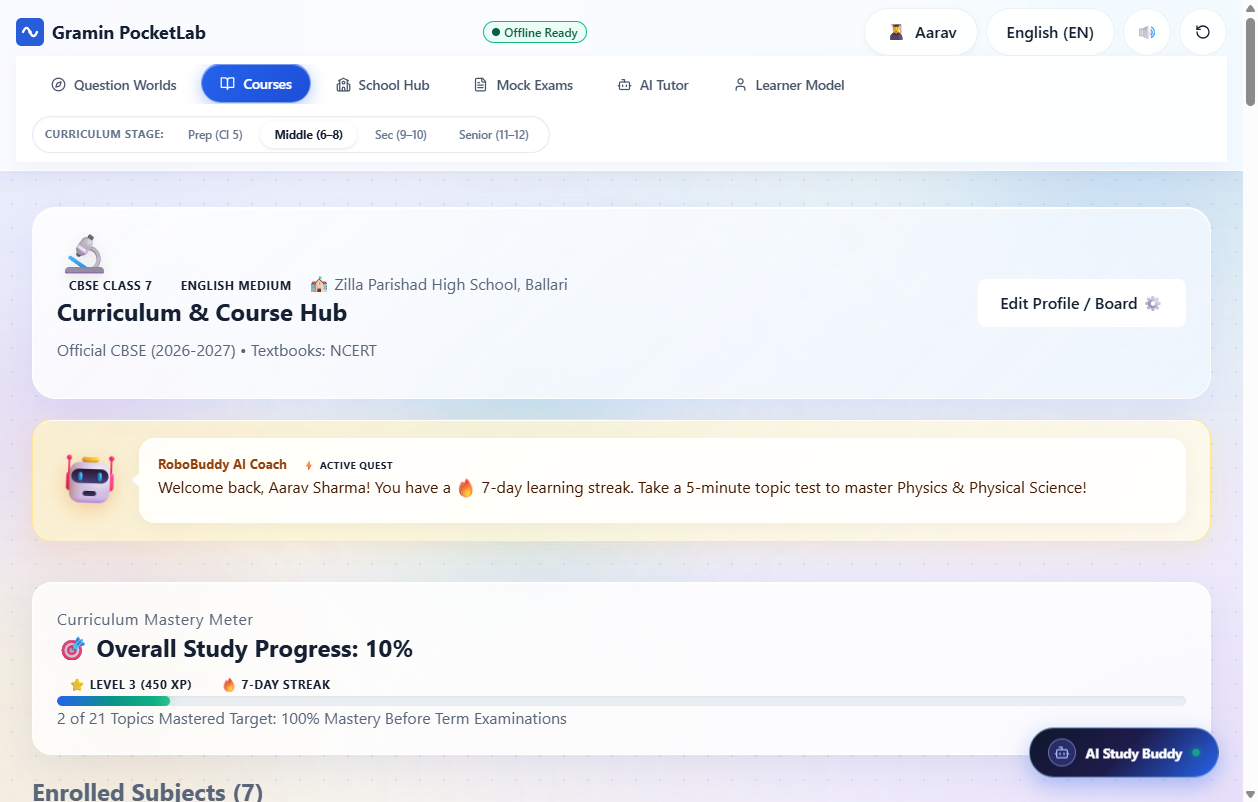 Gramin PocketLab
Offline Ready
Aarav
English (EN)
Question Worlds
Courses
School Hub
Mock Exams
AI Tutor
Learner Model
CURRICULUM STAGE:
Prep (Cl 5)
Middle (6–8)
Sec (9–10)
Senior (11–12)
CBSE CLASS 7
ENGLISH MEDIUM
Zilla Parishad High School, Ballari
Curriculum & Course Hub
Official CBSE (2026-2027) • Textbooks: NCERT
Edit Profile / Board
RoboBuddy AI Coach
ACTIVE QUEST
Welcome back, Aarav Sharma! You have a 🔥 7-day learning streak. Take a 5-minute topic test to master Physics & Physical Science!
Curriculum Mastery Meter
Overall Study Progress: 10%
LEVEL 3 (450 XP)
7-DAY STREAK
2 of 21 Topics Mastered Target: 100% Mastery Before Term Examinations
AI Study Buddy
Enrolled Subjects (7)